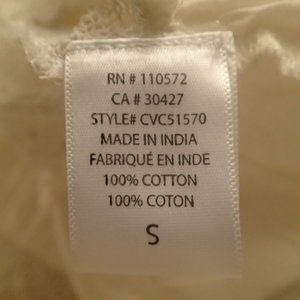 RN # 110572
CA # 30427
STYLE# CVC51570
MADE IN INDIA
FABRIQUÉ EN INDE
100% COTTON
100% COTON
S